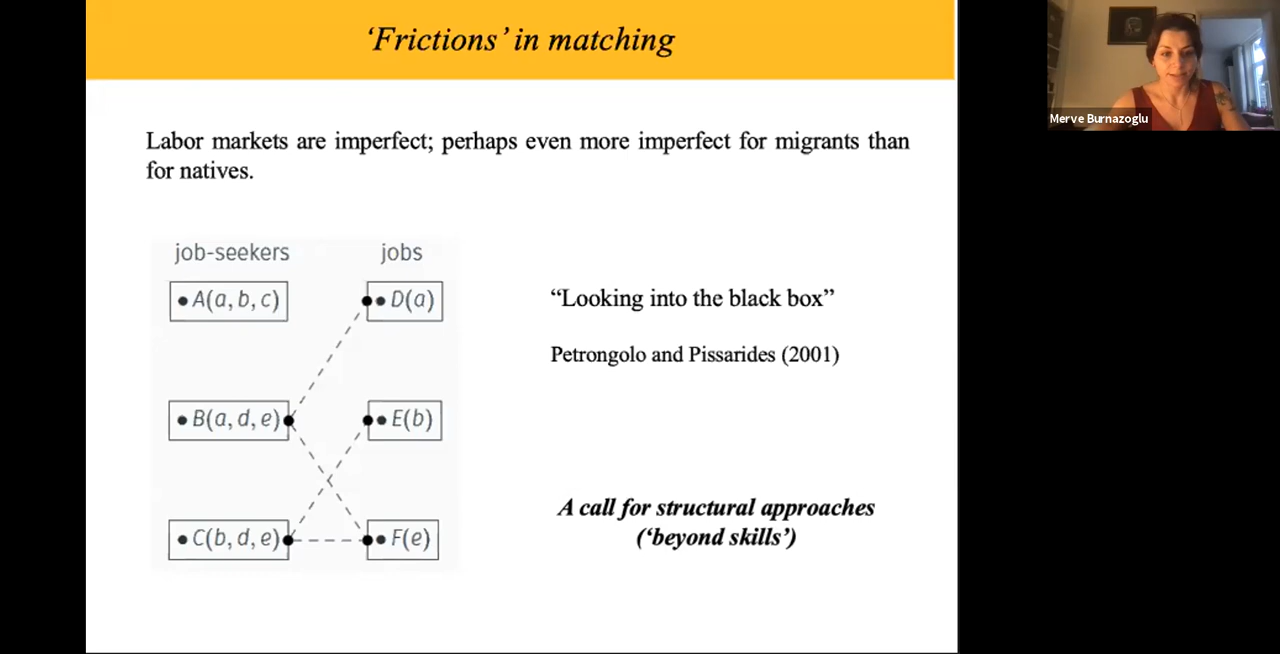 ‘Frictions’ in matching
Merve Burnazoglu
Labor markets are imperfect; perhaps even more imperfect for migrants than
for natives.
job-seekers jobs
• A(a, b, c) • D(a)
“Looking into the black box”
Petrongolo and Pissarides (2001)
• B(a, d, e) • E(b)
A call for structural approaches
(‘beyond skills’)
• C(b, d, e) • F(e)